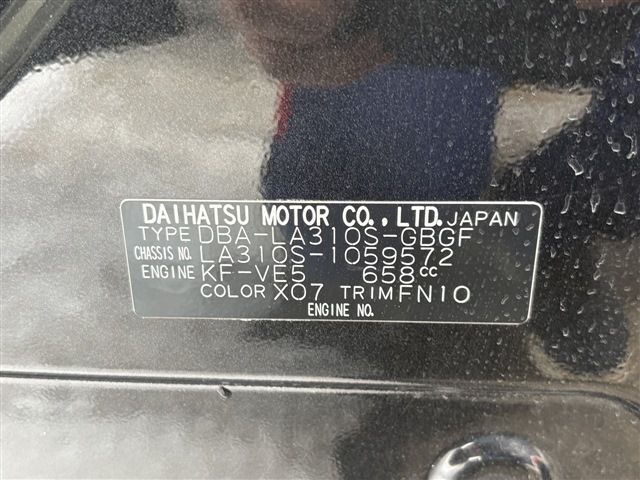 DAIHATSU MOTOR CO., LTD. JAPAN
TYPE DBA-LA310S-GBGF
CHASSIS NO. LA310S-1059572
ENGINE KF-VE5 658CC
COLOR X07 TRIM FN10
ENGINE NO.